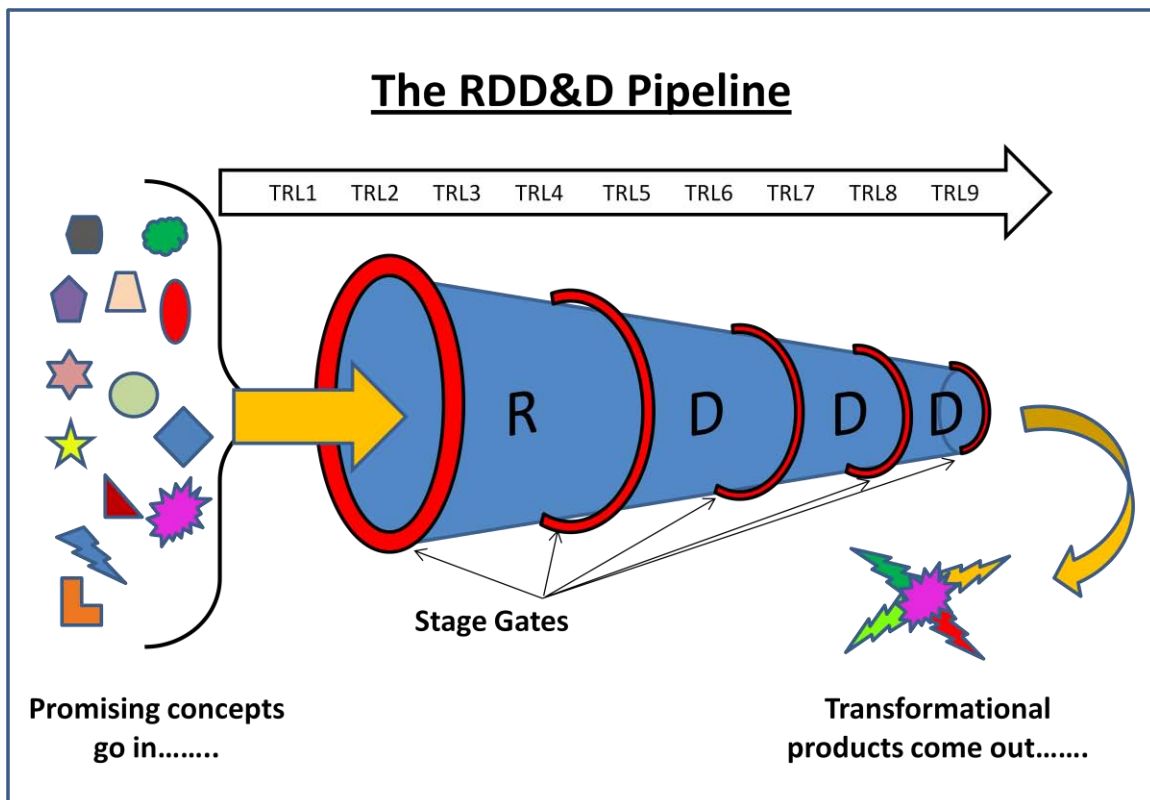 The RDD&D Pipeline
TRL1 TRL2 TRL3 TRL4 TRL5 TRL6 TRL7 TRL8 TRL9
R D D D
Stage Gates
Promising concepts
go in........
Transformational
products come out.......